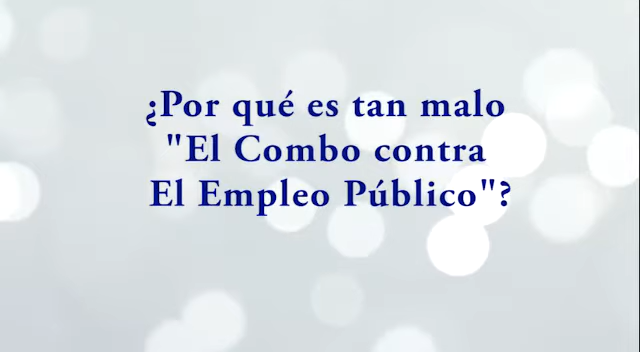 ¿Por qué es tan malo
"El Combo contra
El Empleo Público"?